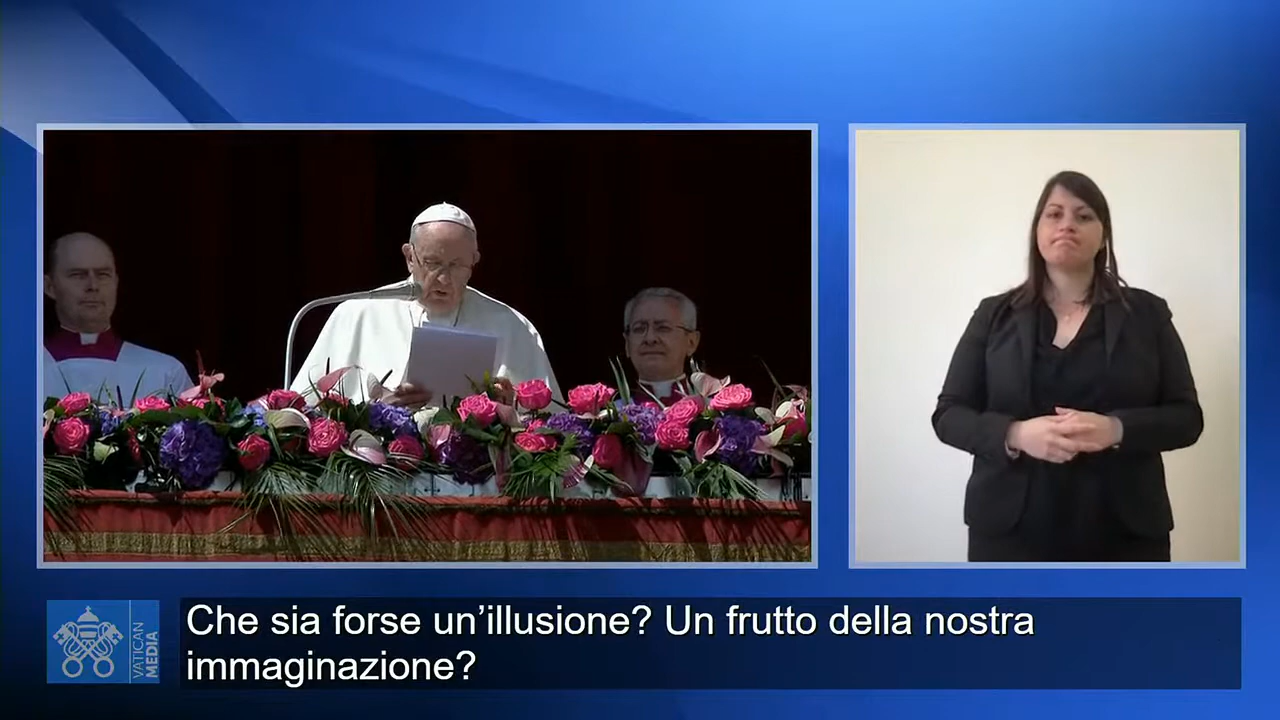 VATICAN
MEDIA
Che sia forse un'illusione? Un frutto della nostra
immaginazione?